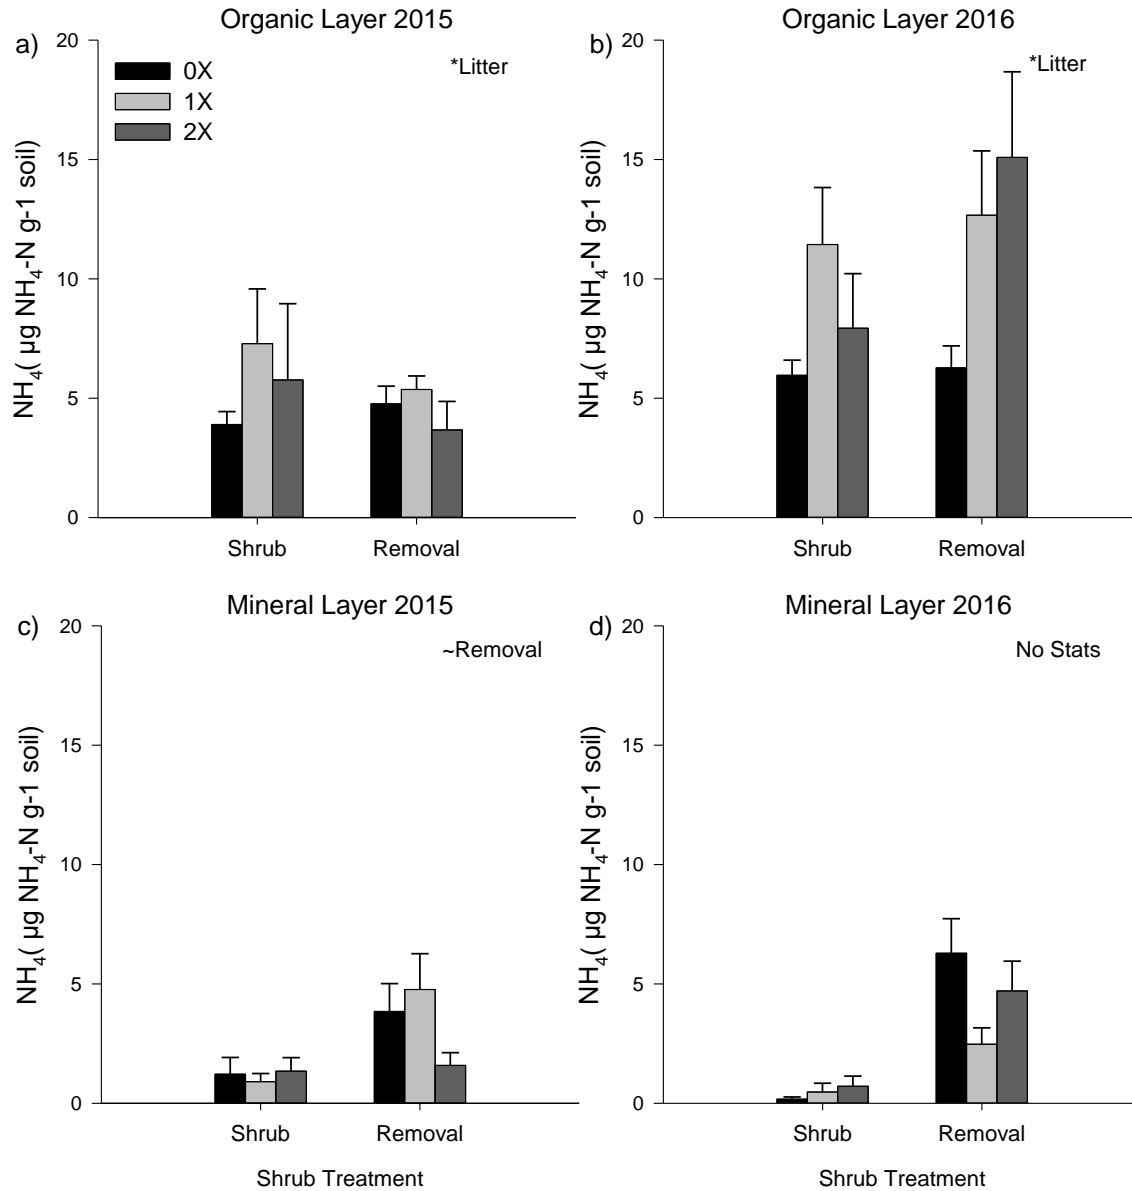 Organic Layer 2015
a)
20
15
10
5
0
NH₄( µg NH₄-N g-1 soil)
0X
1X
2X
*Litter
Shrub
Removal
Organic Layer 2016
b)
20
15
10
5
0
NH₄( µg NH₄-N g-1 soil)
*Litter
Shrub
Removal
Mineral Layer 2015
c)
20
15
10
5
0
NH₄( µg NH₄-N g-1 soil)
~Removal
Shrub
Removal
Shrub Treatment
Mineral Layer 2016
d)
20
15
10
5
0
NH₄( µg NH₄-N g-1 soil)
No Stats
Shrub
Removal
Shrub Treatment